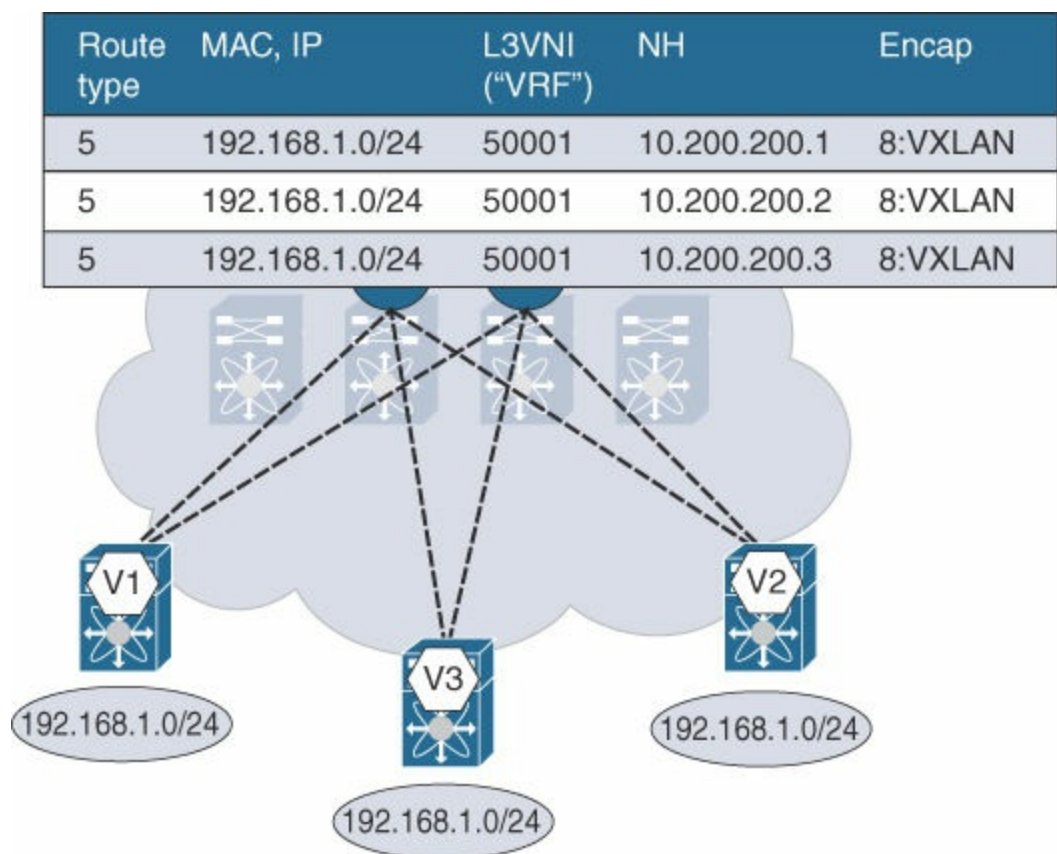 Route type MAC, IP L3VNI ("VRF") NH Encap
5 192.168.1.0/24 50001 10.200.200.1 8:VXLAN
5 192.168.1.0/24 50001 10.200.200.2 8:VXLAN
5 192.168.1.0/24 50001 10.200.200.3 8:VXLAN
V1
V2
V3
192.168.1.0/24
192.168.1.0/24
192.168.1.0/24